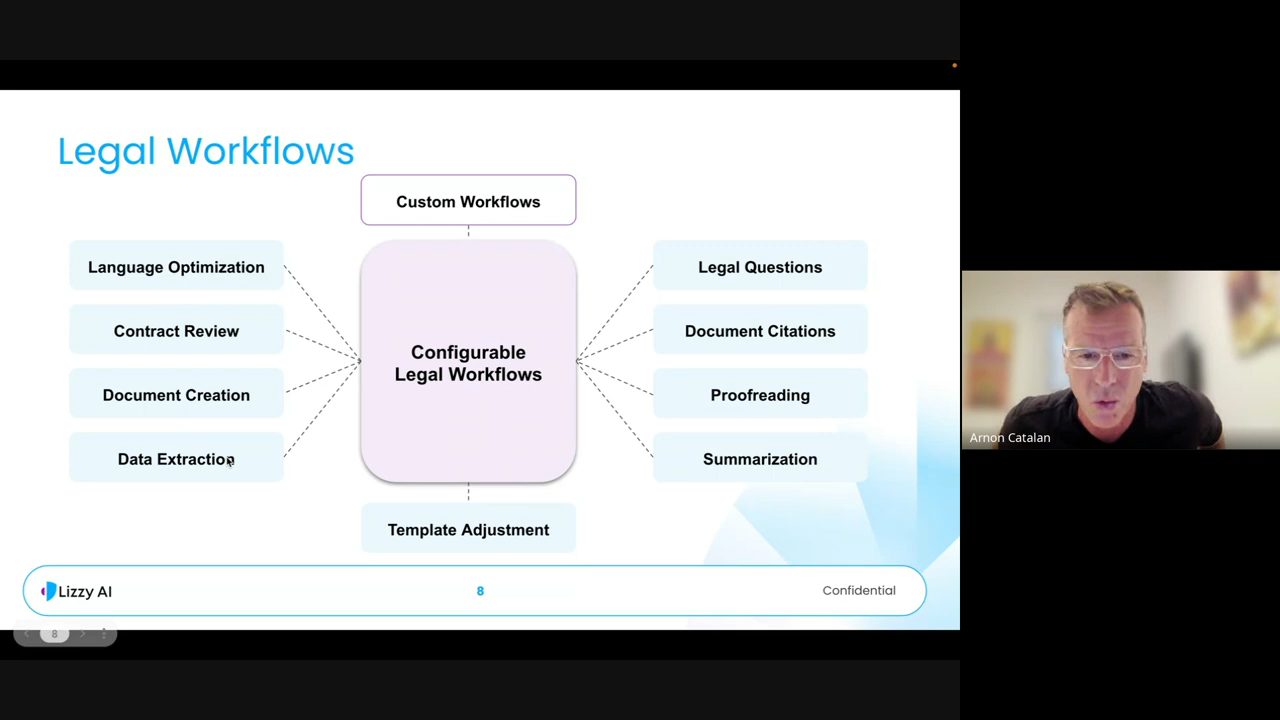 Legal Workflows
Custom Workflows
Language Optimization
Contract Review
Document Creation
Data Extraction
Configurable
Legal Workflows
Legal Questions
Document Citations
Proofreading
Summarization
Template Adjustment
Lizzy AI
8
Confidential
8
Arnon Catalan